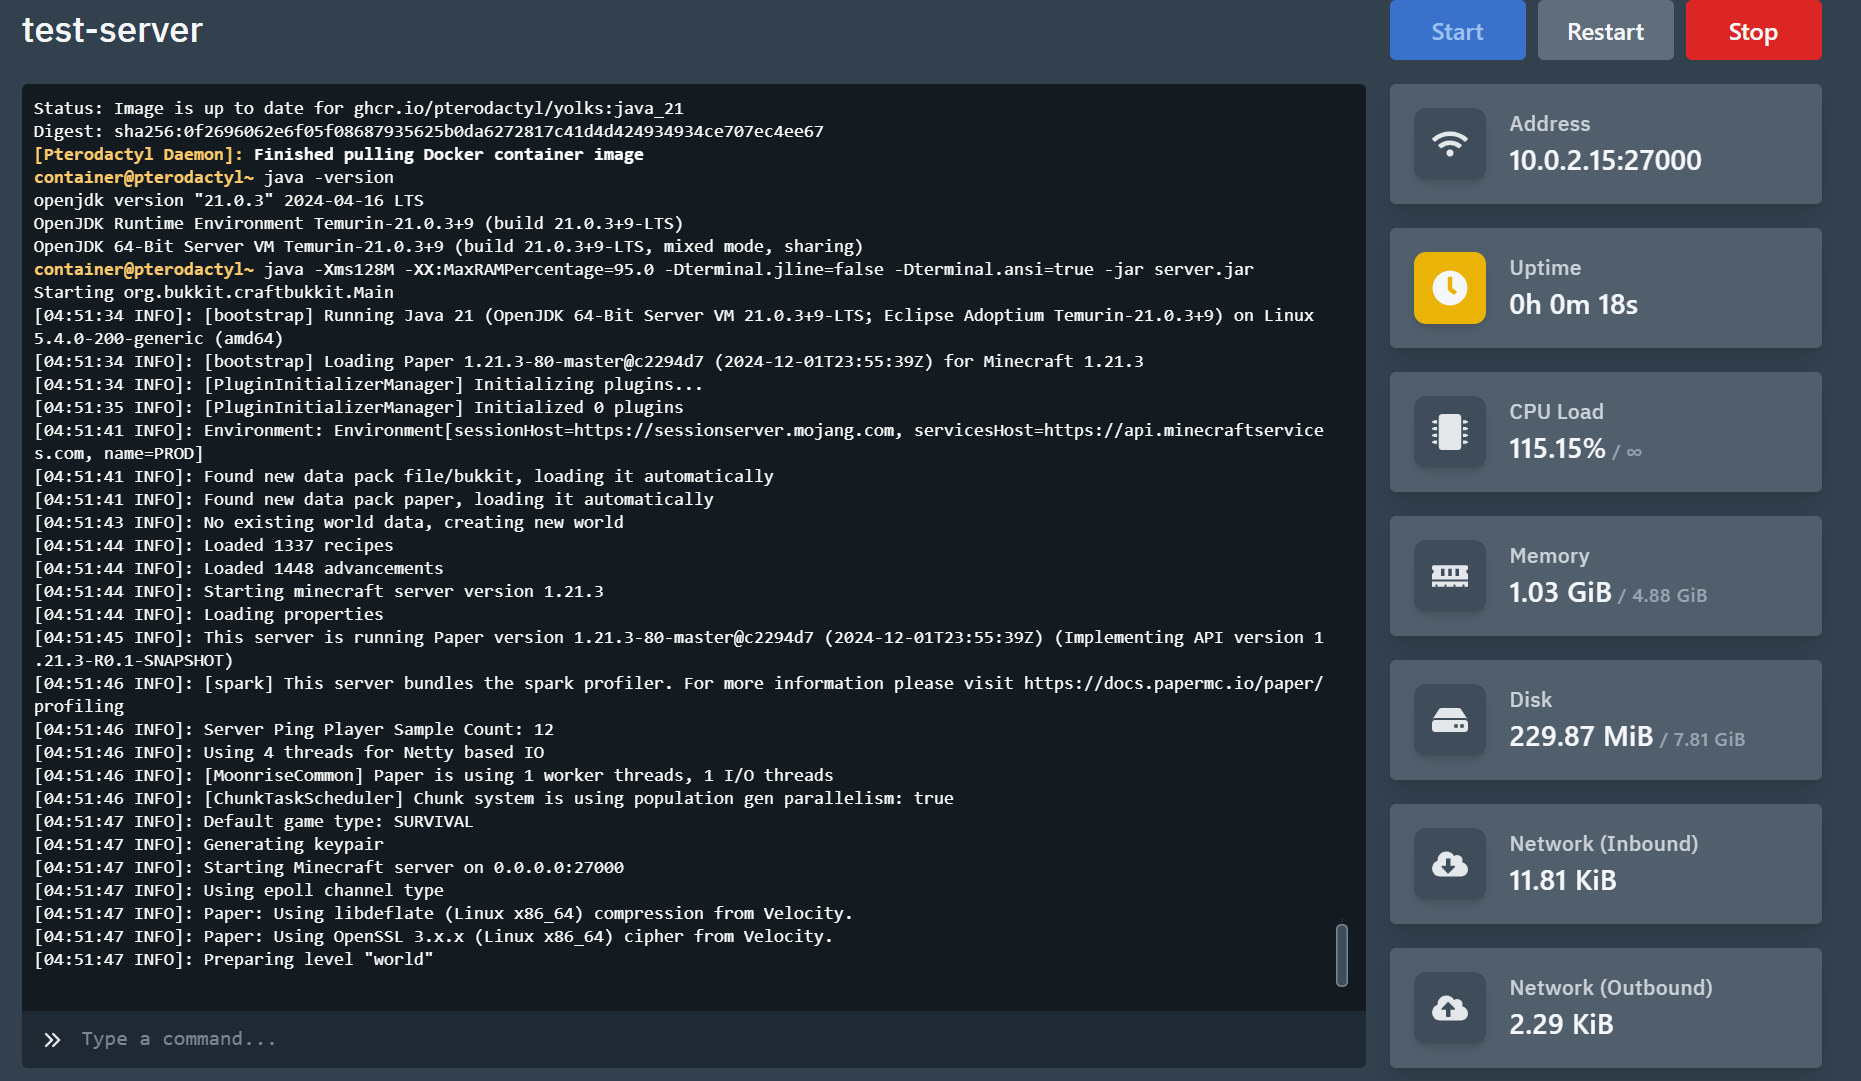 test-server
Start
Restart
Stop
Status: Image is up to date for ghcr.io/pterodactyl/yolks:java_21
Digest: sha256:0f2696062e6f05f08687935625b0da6272817c41d4d424934934ce707ec4ee67
[Pterodactyl Daemon]: Finished pulling Docker container image
container@pterodactyl~ java -version
openjdk version "21.0.3" 2024-04-16 LTS
OpenJDK Runtime Environment Temurin-21.0.3+9 (build 21.0.3+9-LTS)
OpenJDK 64-Bit Server VM Temurin-21.0.3+9 (build 21.0.3+9-LTS, mixed mode, sharing)
container@pterodactyl~ java -Xms128M -XX:MaxRAMPercentage=95.0 -Dterminal.jline=false -Dterminal.ansi=true -jar server.jar
Starting org.bukkit.craftbukkit.Main
[04:51:34 INFO]: [bootstrap] Running Java 21 (OpenJDK 64-Bit Server VM 21.0.3+9-LTS; Eclipse Adoptium Temurin-21.0.3+9) on Linux
5.4.0-200-generic (amd64)
[04:51:34 INFO]: [bootstrap] Loading Paper 1.21.3-80-master@c2294d7 (2024-12-01T23:55:39Z) for Minecraft 1.21.3
[04:51:34 INFO]: [PluginInitializerManager] Initializing plugins...
[04:51:35 INFO]: [PluginInitializerManager] Initialized 0 plugins
[04:51:41 INFO]: Environment: Environment[sessionHost=https://sessionserver.mojang.com, servicesHost=https://api.minecraftservice
s.com, name=PROD]
[04:51:41 INFO]: Found new data pack file/bukkit, loading it automatically
[04:51:41 INFO]: Found new data pack paper, loading it automatically
[04:51:43 INFO]: No existing world data, creating new world
[04:51:44 INFO]: Loaded 1337 recipes
[04:51:44 INFO]: Loaded 1448 advancements
[04:51:44 INFO]: Starting minecraft server version 1.21.3
[04:51:44 INFO]: Loading properties
[04:51:45 INFO]: This server is running Paper version 1.21.3-80-master@c2294d7 (2024-12-01T23:55:39Z) (Implementing API version 1
.21.3-R0.1-SNAPSHOT)
[04:51:46 INFO]: [spark] This server bundles the spark profiler. For more information please visit https://docs.papermc.io/paper/
profiling
[04:51:46 INFO]: Server Ping Player Sample Count: 12
[04:51:46 INFO]: Using 4 threads for Netty based IO
[04:51:46 INFO]: [MoonriseCommon] Paper is using 1 worker threads, 1 I/O threads
[04:51:46 INFO]: [ChunkTaskScheduler] Chunk system is using population gen parallelism: true
[04:51:47 INFO]: Default game type: SURVIVAL
[04:51:47 INFO]: Generating keypair
[04:51:47 INFO]: Starting Minecraft server on 0.0.0.0:27000
[04:51:47 INFO]: Using epoll channel type
[04:51:47 INFO]: Paper: Using libdeflate (Linux x86_64) compression from Velocity.
[04:51:47 INFO]: Paper: Using OpenSSL 3.x.x (Linux x86_64) cipher from Velocity.
[04:51:47 INFO]: Preparing level "world"
Type a command...
Address
10.0.2.15:27000
Uptime
0h 0m 18s
CPU Load
115.15% / ∞
Memory
1.03 GiB / 4.88 GiB
Disk
229.87 MiB / 7.81 GiB
Network (Inbound)
11.81 KiB
Network (Outbound)
2.29 KiB